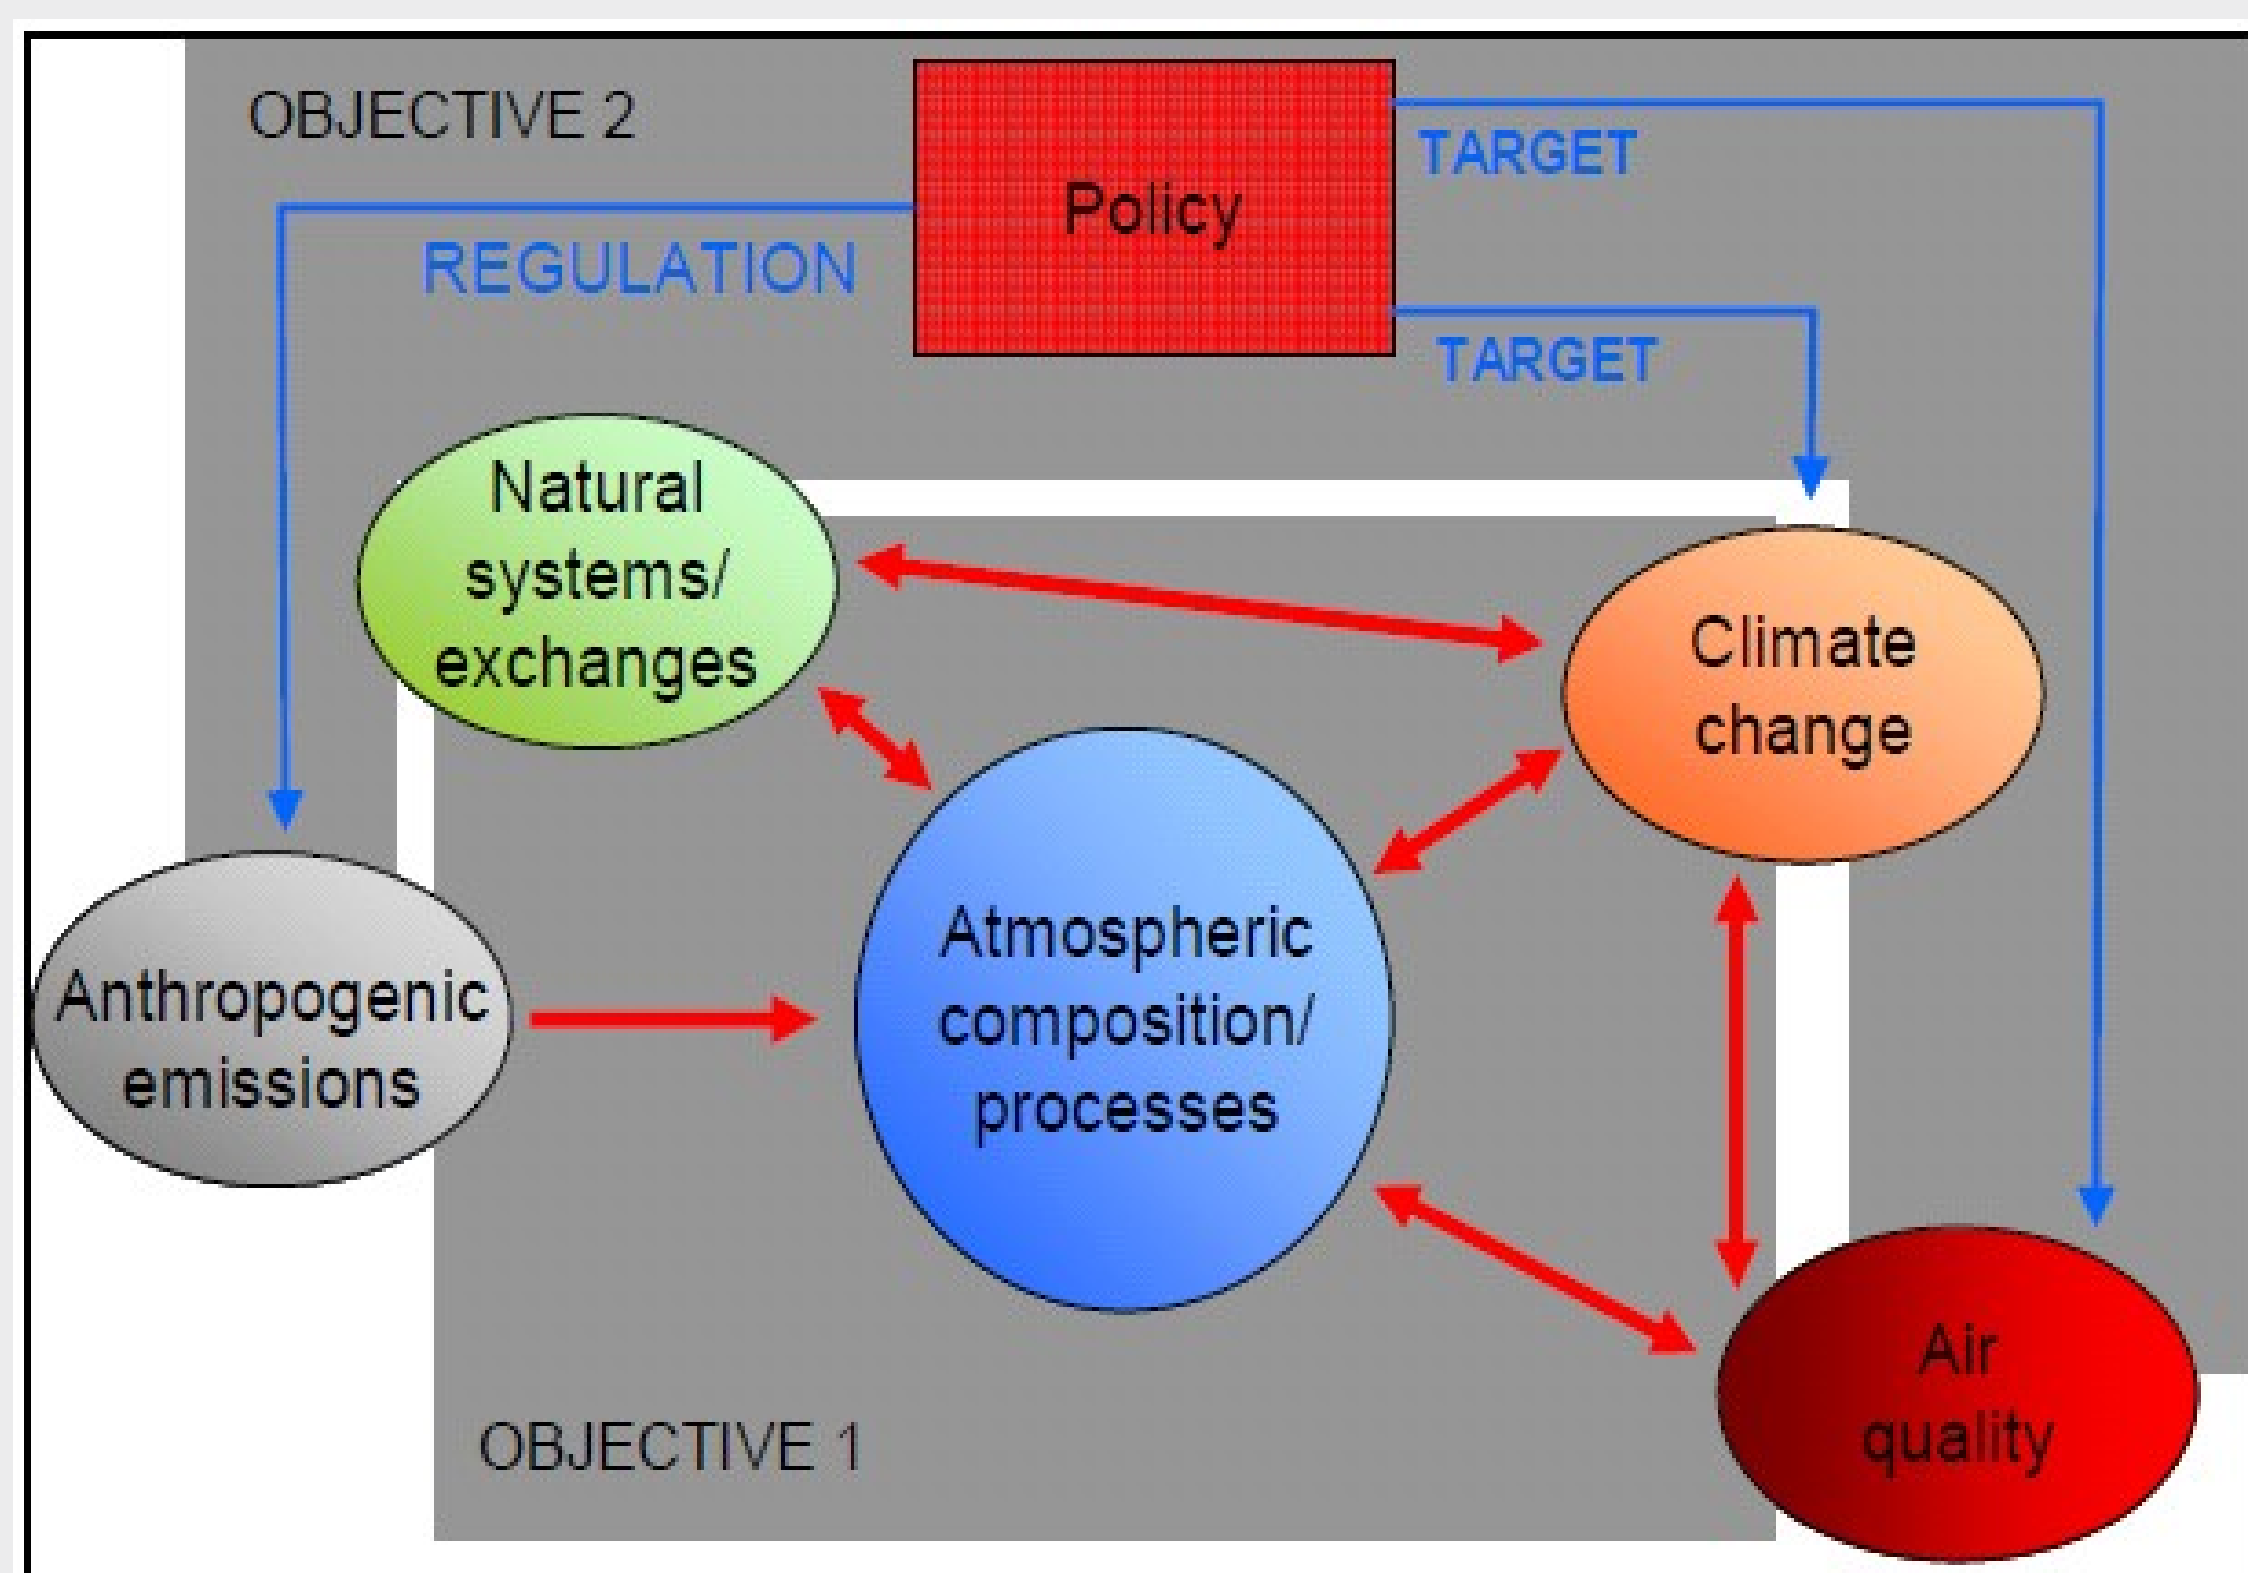 OBJECTIVE 2
Policy
TARGET
REGULATION
TARGET
Natural
systems/
exchanges
Climate
change
Atmospheric
composition/
processes
Anthropogenic
emissions
Air
quality
OBJECTIVE 1